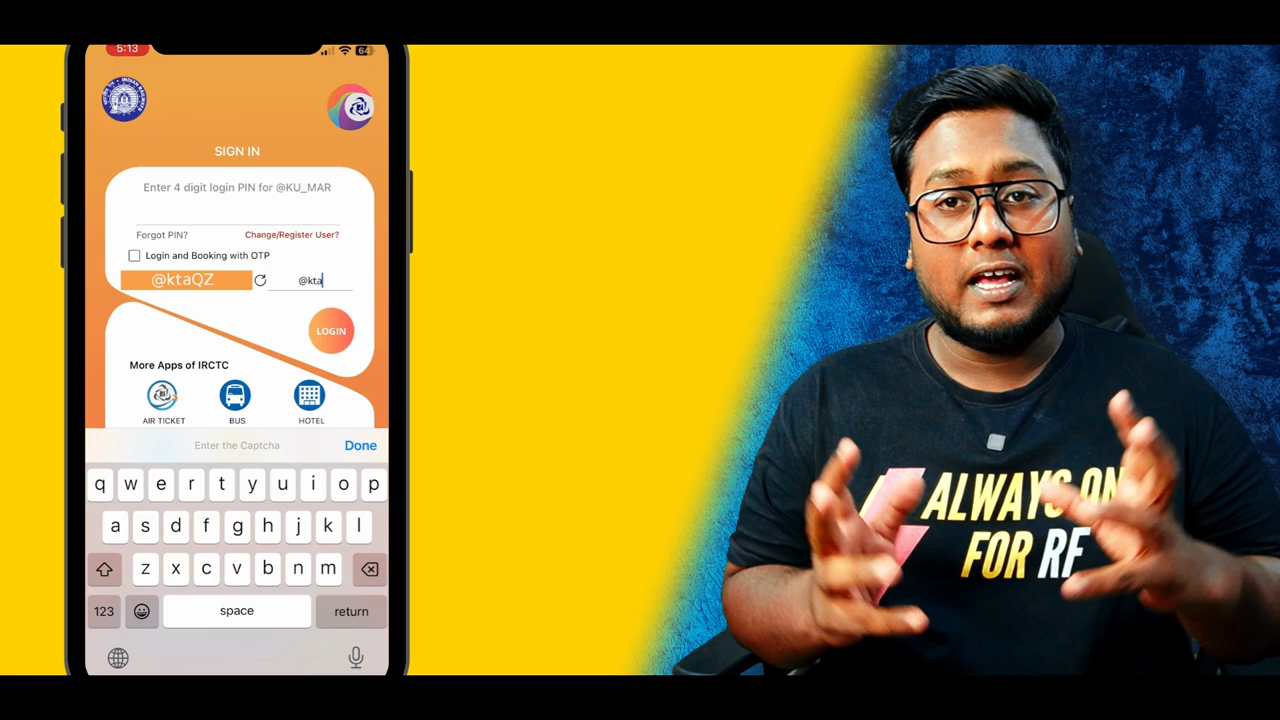 5:13
64
SIGN IN
Enter 4 digit login PIN for @KU_MAR
Forgot PIN? Change/Register User?
Login and Booking with OTP
@ktaQZ @kta
LOGIN
More Apps of IRCTC
AIR TICKET BUS HOTEL
Enter the Captcha Done
q w e r t y u i o p
a s d f g h j k l
z x c v b n m
123 space return
ALWAYS ON
FOR RF